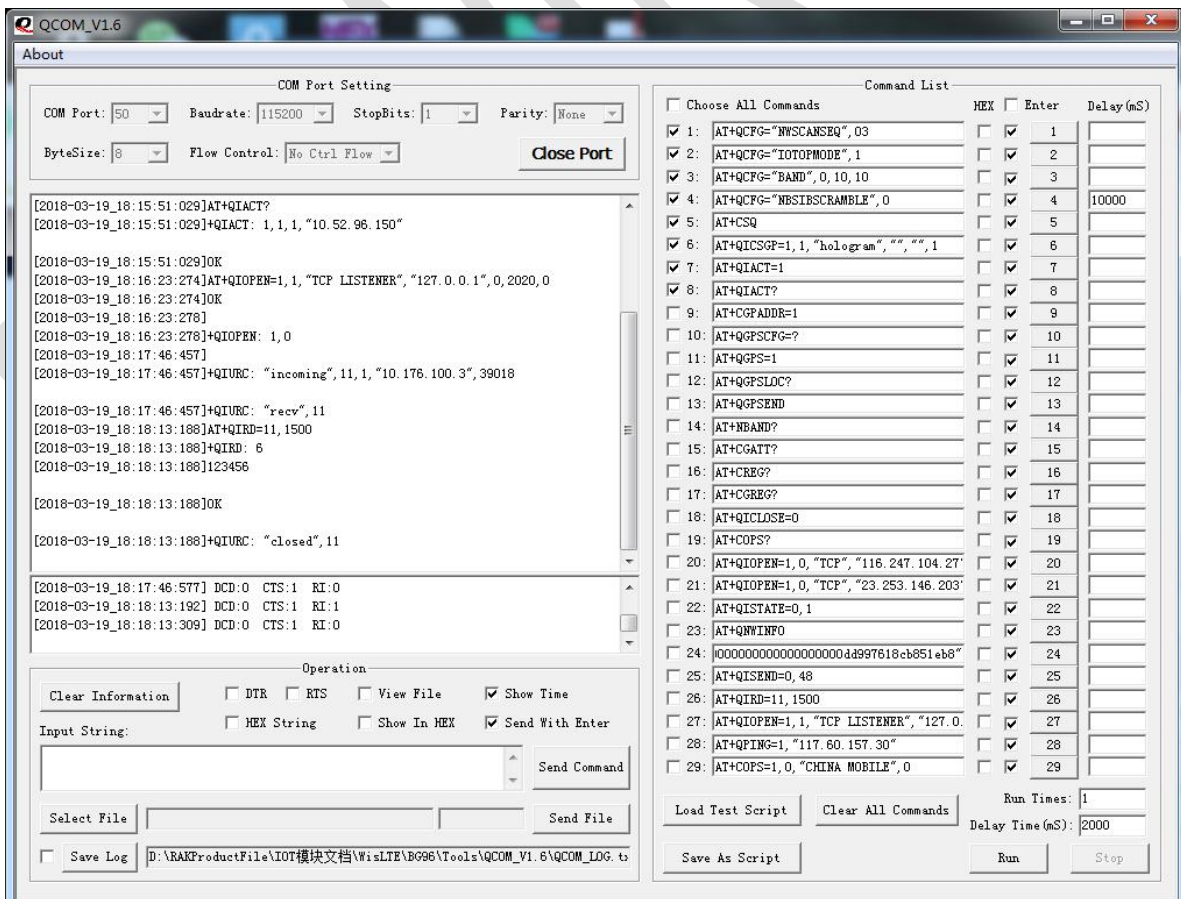 QCOM_V1.6
About
COM Port Setting
COM Port: 50 Baudrate: 115200 StopBits: 1 Parity: None
ByteSize: 8 Flow Control: No Ctrl Flow Close Port
[2018-03-19_18:15:51:029]AT+QIACT?
[2018-03-19_18:15:51:029]+QIACT: 1,1,1,"10.52.96.150"
[2018-03-19_18:15:51:029]OK
[2018-03-19_18:16:23:274]AT+QIOPEN=1,1,"TCP LISTENER","127.0.0.1",0,2020,0
[2018-03-19_18:16:23:274]OK
[2018-03-19_18:16:23:278]
[2018-03-19_18:16:23:278]+QIOPEN: 1,0
[2018-03-19_18:17:46:457]
[2018-03-19_18:17:46:457]+QIURC: "incoming",11,1,"10.176.100.3",39018
[2018-03-19_18:17:46:457]+QIURC: "recv",11
[2018-03-19_18:18:13:188]AT+QIRD=11,1500
[2018-03-19_18:18:13:188]+QIRD: 6
[2018-03-19_18:18:13:188]123456
[2018-03-19_18:18:13:188]OK
[2018-03-19_18:18:13:188]+QIURC: "closed",11
[2018-03-19_18:17:46:577] DCD:0 CTS:1 RI:0
[2018-03-19_18:18:13:192] DCD:0 CTS:1 RI:1
[2018-03-19_18:18:13:309] DCD:0 CTS:1 RI:0
Operation
Clear Information DTR RTS View File Show Time
HEX String Show In HEX Send With Enter
Input String:
Send Command
Select File Send File
Save Log D:\RAKProductFile\IOT模块文档\WisLTE\BG96\Tools\QCOM_V1.6\QCOM_LOG.tx
Command List
Choose All Commands HEX Enter Delay(mS)
1: AT+QCFG="NWSCANSEQ",03 1
2: AT+QCFG="IOTOPMODE",1 2
3: AT+QCFG="BAND",0,10,10 3
4: AT+QCFG="NBSIBSCRAMBLE",0 4 10000
5: AT+CSQ 5
6: AT+QICSGP=1,1,"hologram","","",1 6
7: AT+QIACT=1 7
8: AT+QIACT? 8
9: AT+CGPADDR=1 9
10: AT+QGPSCFG=? 10
11: AT+QGPS=1 11
12: AT+QGPSLOC? 12
13: AT+QGPSEND 13
14: AT+NBAND? 14
15: AT+CGATT? 15
16: AT+CREG? 16
17: AT+CGREG? 17
18: AT+QICLOSE=0 18
19: AT+COPS? 19
20: AT+QIOPEN=1,0,"TCP","116.247.104.27' 20
21: AT+QIOPEN=1,0,"TCP","23.253.146.203' 21
22: AT+QISTATE=0,1 22
23: AT+QNWINFO 23
24: 000000000000000000dd997618cb851eb8" 24
25: AT+QISEND=0,48 25
26: AT+QIRD=11,1500 26
27: AT+QIOPEN=1,1,"TCP LISTENER","127.0. 27
28: AT+QPING=1,"117.60.157.30" 28
29: AT+COPS=1,0,"CHINA MOBILE",0 29
Load Test Script Clear All Commands Run Times: 1
Delay Time(mS): 2000
Save As Script Run Stop